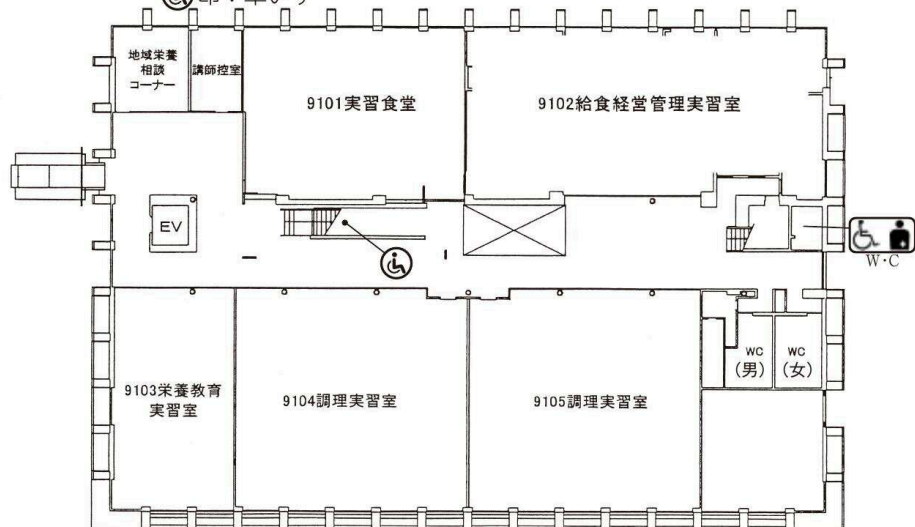 地域栄養
相談
コーナー
講師控室
9101実習食堂
9102給食経営管理実習室
EV
W・C
9103栄養教育
実習室
9104調理実習室
9105調理実習室
WC
(男)
WC
(女)